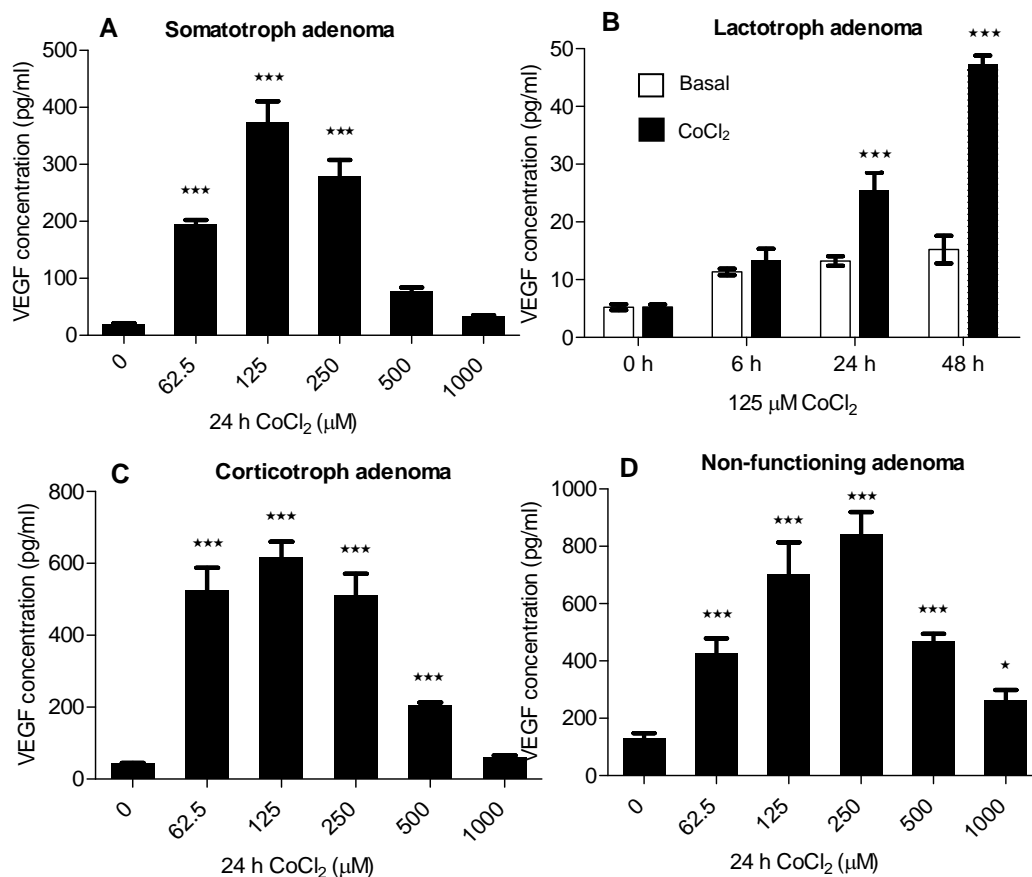 A
Somatotroph adenoma
VEGF concentration (pg/ml)
500
400
300
200
100
0
★★★
★★★
★★★
0
62.5
125
250
500
1000
24 h CoCl₂ (μM)
B
Lactotroph adenoma
VEGF concentration (pg/ml)
50
40
30
20
10
0
Basal
CoCl₂
★★★
★★★
0 h
6 h
24 h
48 h
125 μM CoCl₂
C
Corticotroph adenoma
VEGF concentration (pg/ml)
800
600
400
200
0
★★★
★★★
★★★
★★★
0
62.5
125
250
500
1000
24 h CoCl₂ (μM)
D
Non-functioning adenoma
VEGF concentration (pg/ml)
1000
800
600
400
200
0
★★★
★★★
★★★
★★★
★
0
62.5
125
250
500
1000
24 h CoCl₂ (μM)